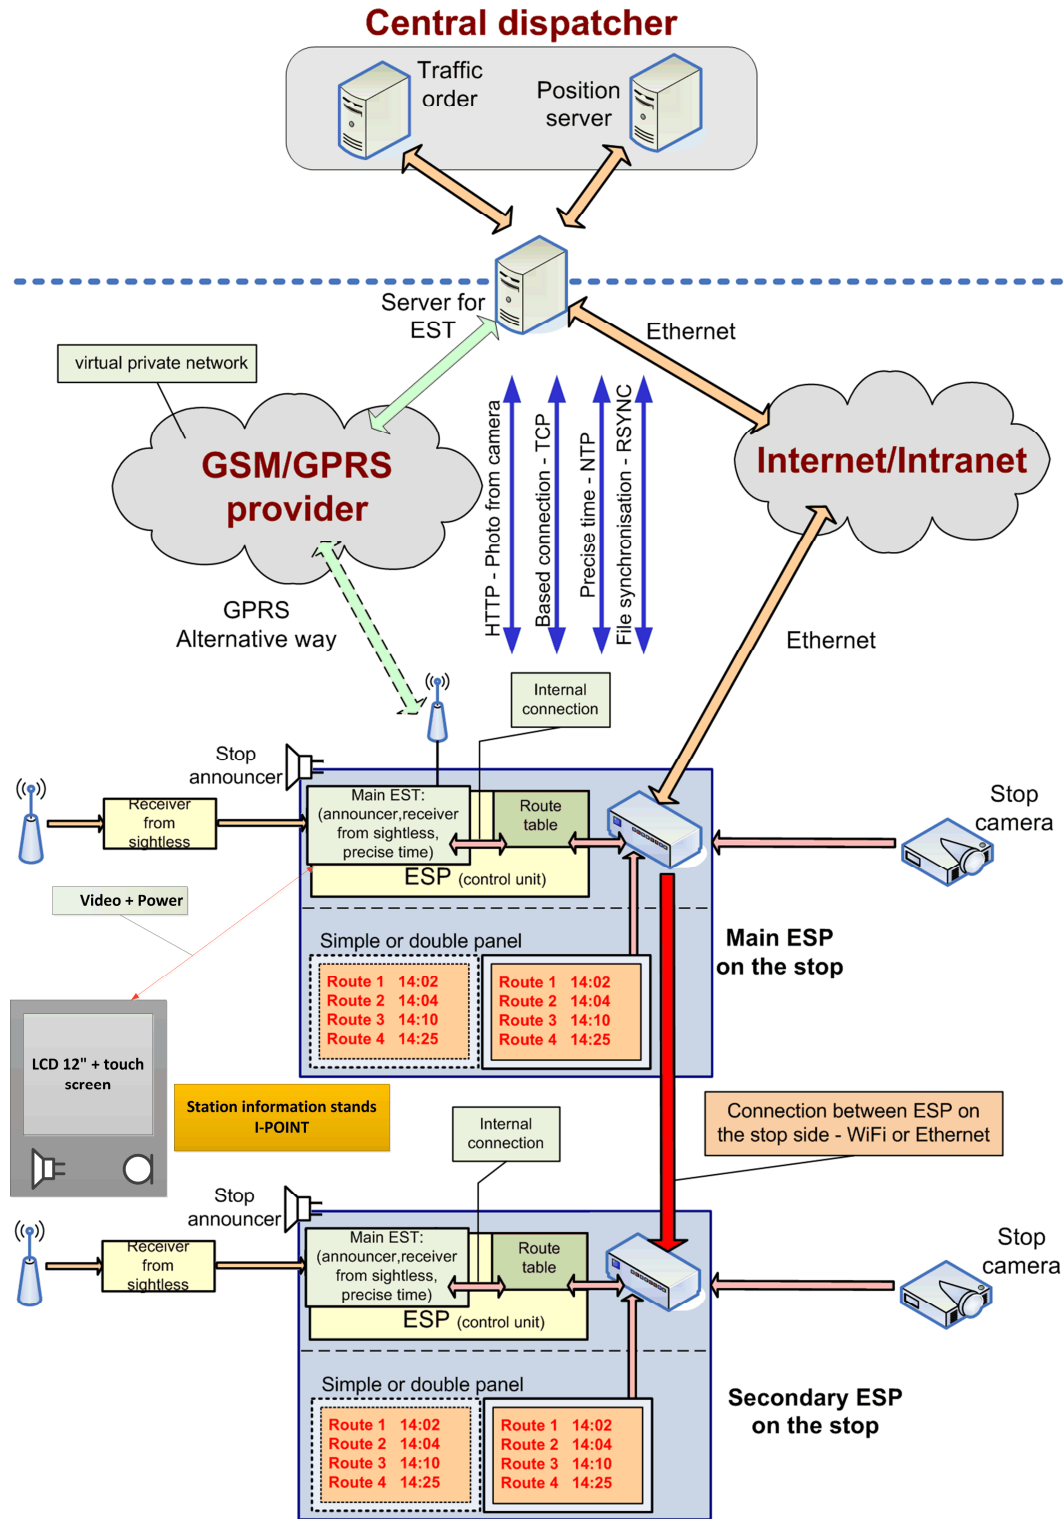 Central dispatcher
Traffic
order
Position
server
Server for
EST
Ethernet
virtual private network
GSM/GPRS
provider
Internet/Intranet
HTTP - Photo from camera
Based connection - TCP
Precise time - NTP
File synchronisation - RSYNC
GPRS
Alternative way
Ethernet
Internal
connection
Stop
announcer
Receiver
from
sightless
Main EST:
(announcer,receiver
from sightless,
precise time)
Route
table
ESP (control unit)
Stop
camera
Video + Power
Main ESP
on the stop
Simple or double panel
Route 1 14:02
Route 2 14:04
Route 3 14:10
Route 4 14:25
Route 1 14:02
Route 2 14:04
Route 3 14:10
Route 4 14:25
LCD 12" + touch
screen
Station information stands
I-POINT
Internal
connection
Connection between ESP on
the stop side - WiFi or Ethernet
Stop
announcer
Receiver
from
sightless
Main EST:
(announcer,receiver
from sightless,
precise time)
Route
table
ESP (control unit)
Stop
camera
Simple or double panel
Secondary ESP
on the stop
Route 1 14:02
Route 2 14:04
Route 3 14:10
Route 4 14:25
Route 1 14:02
Route 2 14:04
Route 3 14:10
Route 4 14:25